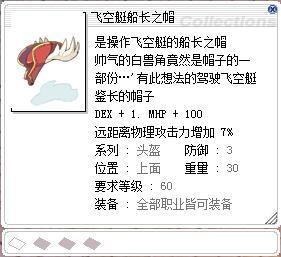 飞空艇船长之帽
Collections
是操作飞空艇的船长之帽
帅气的白兽角竟然是帽子的一
部份…'有此想法的驾驶飞空艇
鉴长的帽子
DEX + 1. MHP + 100
远距离物理攻击力增加 7%
系列 : 头盔 防御 : 3
位置 : 上面 重量 : 30
要求等级 : 60
装备 : 全部职业皆可装备